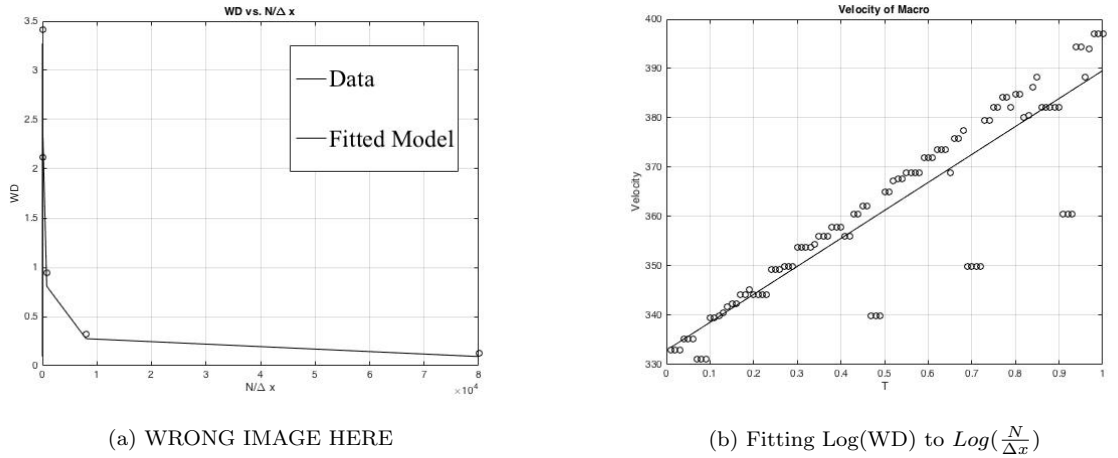 WD vs. N/Δ x
3.5
3
2.5
2
1.5
1
0.5
0
WD
Data
Fitted Model
0 1 2 3 4 5 6 7 8
N/Δ x
×10⁴
(a) WRONG IMAGE HERE
Velocity of Macro
400
390
380
370
360
350
340
330
Velocity
0 0.1 0.2 0.3 0.4 0.5 0.6 0.7 0.8 0.9 1
T
(b) Fitting Log(WD) to Log(N/Δx)